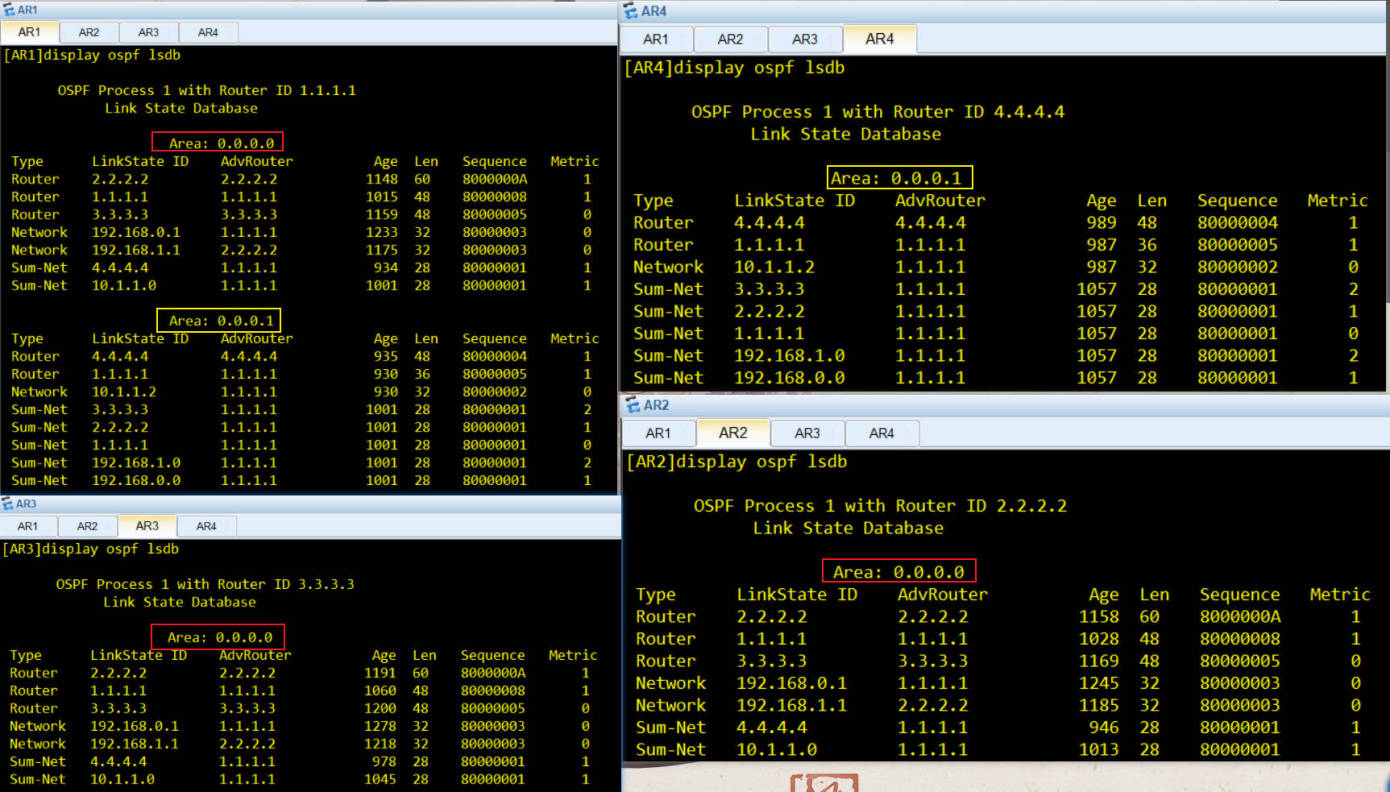 AR1
AR1 AR2 AR3 AR4
[AR1]display ospf lsdb
OSPF Process 1 with Router ID 1.1.1.1
Link State Database
Area: 0.0.0.0
Type LinkState ID AdvRouter Age Len Sequence Metric
Router 2.2.2.2 2.2.2.2 1148 60 8000000A 1
Router 1.1.1.1 1.1.1.1 1015 48 80000008 1
Router 3.3.3.3 3.3.3.3 1159 48 80000005 0
Network 192.168.0.1 1.1.1.1 1233 32 80000003 0
Network 192.168.1.1 2.2.2.2 1175 32 80000003 0
Sum-Net 4.4.4.4 1.1.1.1 934 28 80000001 1
Sum-Net 10.1.1.0 1.1.1.1 1001 28 80000001 1
Area: 0.0.0.1
Type LinkState ID AdvRouter Age Len Sequence Metric
Router 4.4.4.4 4.4.4.4 935 48 80000004 1
Router 1.1.1.1 1.1.1.1 930 36 80000005 1
Network 10.1.1.2 1.1.1.1 930 32 80000002 0
Sum-Net 3.3.3.3 1.1.1.1 1001 28 80000001 2
Sum-Net 2.2.2.2 1.1.1.1 1001 28 80000001 1
Sum-Net 1.1.1.1 1.1.1.1 1001 28 80000001 0
Sum-Net 192.168.1.0 1.1.1.1 1001 28 80000001 2
Sum-Net 192.168.0.0 1.1.1.1 1001 28 80000001 1
AR4
AR1 AR2 AR3 AR4
[AR4]display ospf lsdb
OSPF Process 1 with Router ID 4.4.4.4
Link State Database
Area: 0.0.0.1
Type LinkState ID AdvRouter Age Len Sequence Metric
Router 4.4.4.4 4.4.4.4 989 48 80000004 1
Router 1.1.1.1 1.1.1.1 987 36 80000005 1
Network 10.1.1.2 1.1.1.1 987 32 80000002 0
Sum-Net 3.3.3.3 1.1.1.1 1057 28 80000001 2
Sum-Net 2.2.2.2 1.1.1.1 1057 28 80000001 1
Sum-Net 1.1.1.1 1.1.1.1 1057 28 80000001 0
Sum-Net 192.168.1.0 1.1.1.1 1057 28 80000001 2
Sum-Net 192.168.0.0 1.1.1.1 1057 28 80000001 1
AR3
AR1 AR2 AR3 AR4
[AR3]display ospf lsdb
OSPF Process 1 with Router ID 3.3.3.3
Link State Database
Area: 0.0.0.0
Type LinkState ID AdvRouter Age Len Sequence Metric
Router 2.2.2.2 2.2.2.2 1191 60 8000000A 1
Router 1.1.1.1 1.1.1.1 1060 48 80000008 1
Router 3.3.3.3 3.3.3.3 1200 48 80000005 0
Network 192.168.0.1 1.1.1.1 1278 32 80000003 0
Network 192.168.1.1 2.2.2.2 1218 32 80000003 0
Sum-Net 4.4.4.4 1.1.1.1 978 28 80000001 1
Sum-Net 10.1.1.0 1.1.1.1 1045 28 80000001 1
AR2
AR1 AR2 AR3 AR4
[AR2]display ospf lsdb
OSPF Process 1 with Router ID 2.2.2.2
Link State Database
Area: 0.0.0.0
Type LinkState ID AdvRouter Age Len Sequence Metric
Router 2.2.2.2 2.2.2.2 1158 60 8000000A 1
Router 1.1.1.1 1.1.1.1 1028 48 80000008 1
Router 3.3.3.3 3.3.3.3 1169 48 80000005 0
Network 192.168.0.1 1.1.1.1 1245 32 80000003 0
Network 192.168.1.1 2.2.2.2 1185 32 80000003 0
Sum-Net 4.4.4.4 1.1.1.1 946 28 80000001 1
Sum-Net 10.1.1.0 1.1.1.1 1013 28 80000001 1